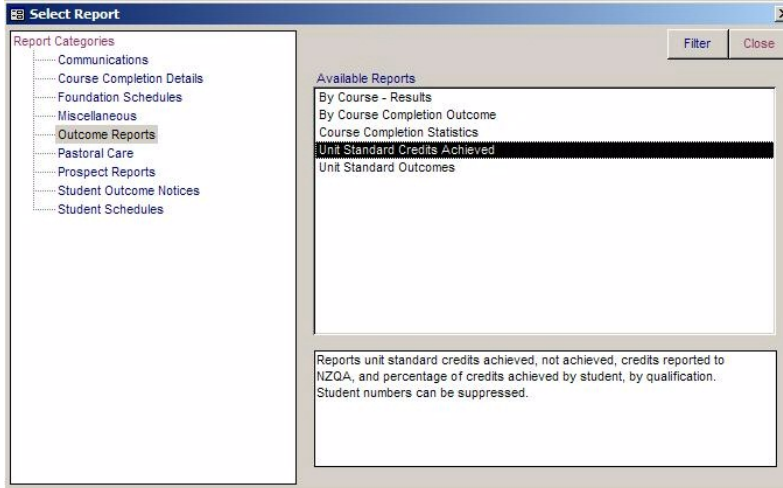 Select Report
Report Categories
Communications
Course Completion Details
Foundation Schedules
Miscellaneous
Outcome Reports
Pastoral Care
Prospect Reports
Student Outcome Notices
Student Schedules
Filter
Close
Available Reports
By Course - Results
By Course Completion Outcome
Course Completion Statistics
Unit Standard Credits Achieved
Unit Standard Outcomes
Reports unit standard credits achieved, not achieved, credits reported to
NZQA, and percentage of credits achieved by student, by qualification.
Student numbers can be suppressed.